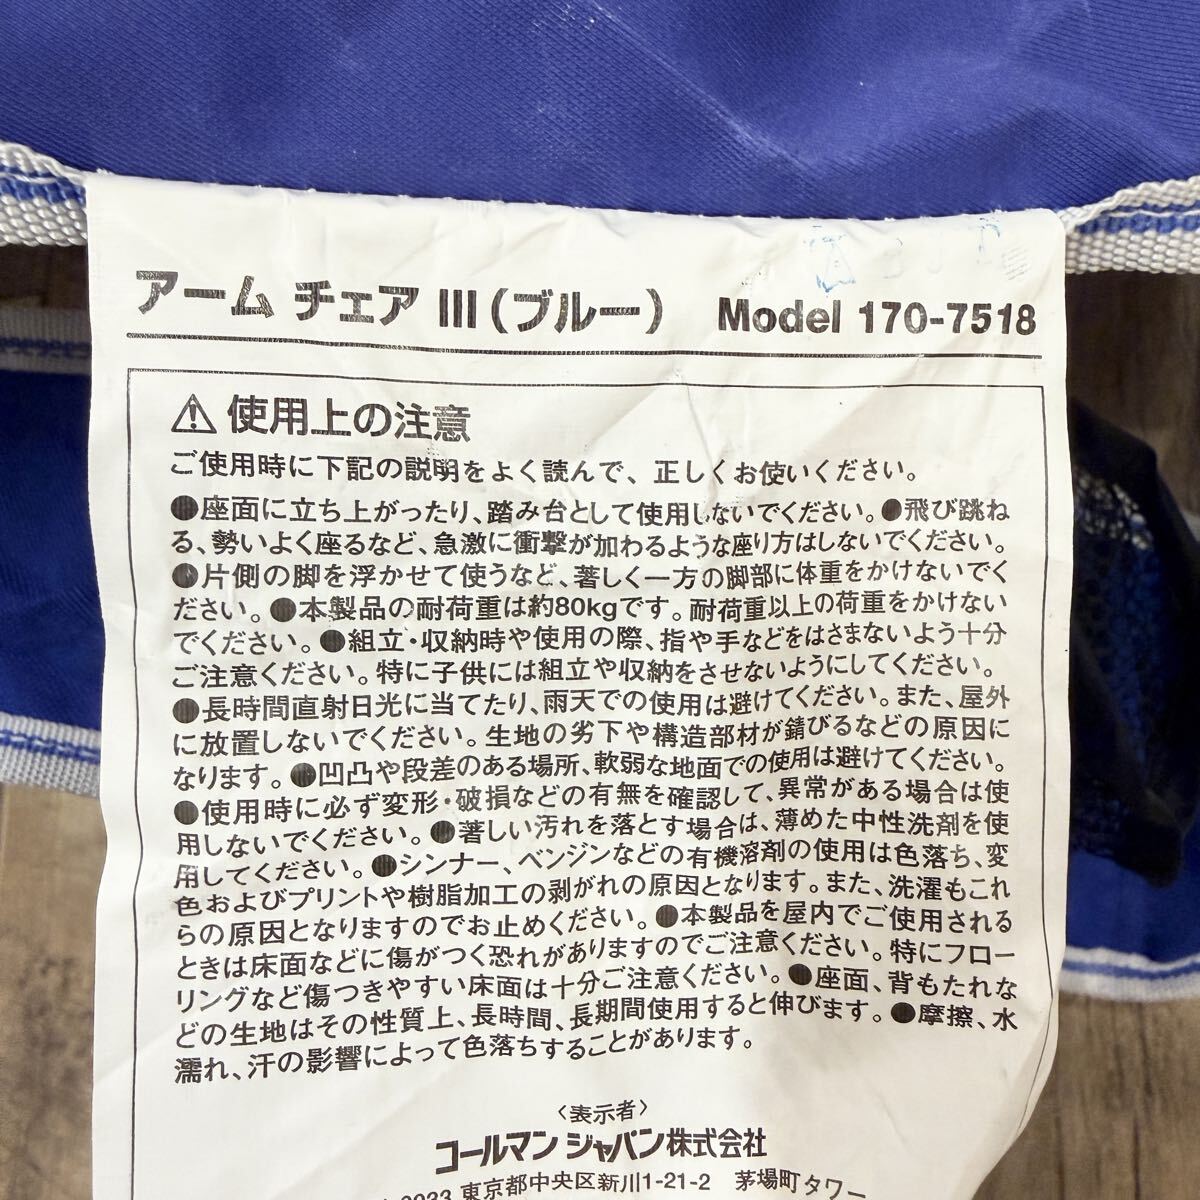 アーム チェア III（ブルー） Model 170-7518
⚠使用上の注意
ご使用時に下記の説明をよく読んで、正しくお使いください。
●座面に立ち上がったり、踏み台として使用しないでください。●飛び跳ね
る、勢いよく座るなど、急激に衝撃が加わるような座り方はしないでください。
●片側の脚を浮かせて使うなど、著しく一方の脚部に体重をかけないでく
ださい。●本製品の耐荷重は約80kgです。耐荷重以上の荷重をかけない
でください。●組立・収納時や使用の際、指や手などをはさまないよう十分
ご注意ください。特に子供には組立や収納をさせないようにしてください。
●長時間直射日光に当てたり、雨天での使用は避けてください。また、屋外
に放置しないでください。生地の劣下や構造部材が錆びるなどの原因に
なります。●凹凸や段差のある場所、軟弱な地面での使用は避けてください。
●使用時に必ず変形・破損などの有無を確認して、異常がある場合は使
用しないでください。●著しい汚れを落とす場合は、薄めた中性洗剤を使
用してください。●シンナー、ベンジンなどの有機溶剤の使用は色落ち、変
色およびプリントや樹脂加工の剥がれの原因となります。また、洗濯もこれ
らの原因となりますのでお止めください。●本製品を屋内でご使用される
ときは床面などに傷がつく恐れがありますのでご注意ください。特にフロー
リングなど傷つきやすい床面は十分ご注意ください。●座面、背もたれな
どの生地はその性質上、長時間、長期間使用すると伸びます。●摩擦、水
濡れ、汗の影響によって色落ちすることがあります。
〈表示者〉
コールマン ジャパン株式会社
0033 東京都中央区新川1-21-2 茅場町タワー